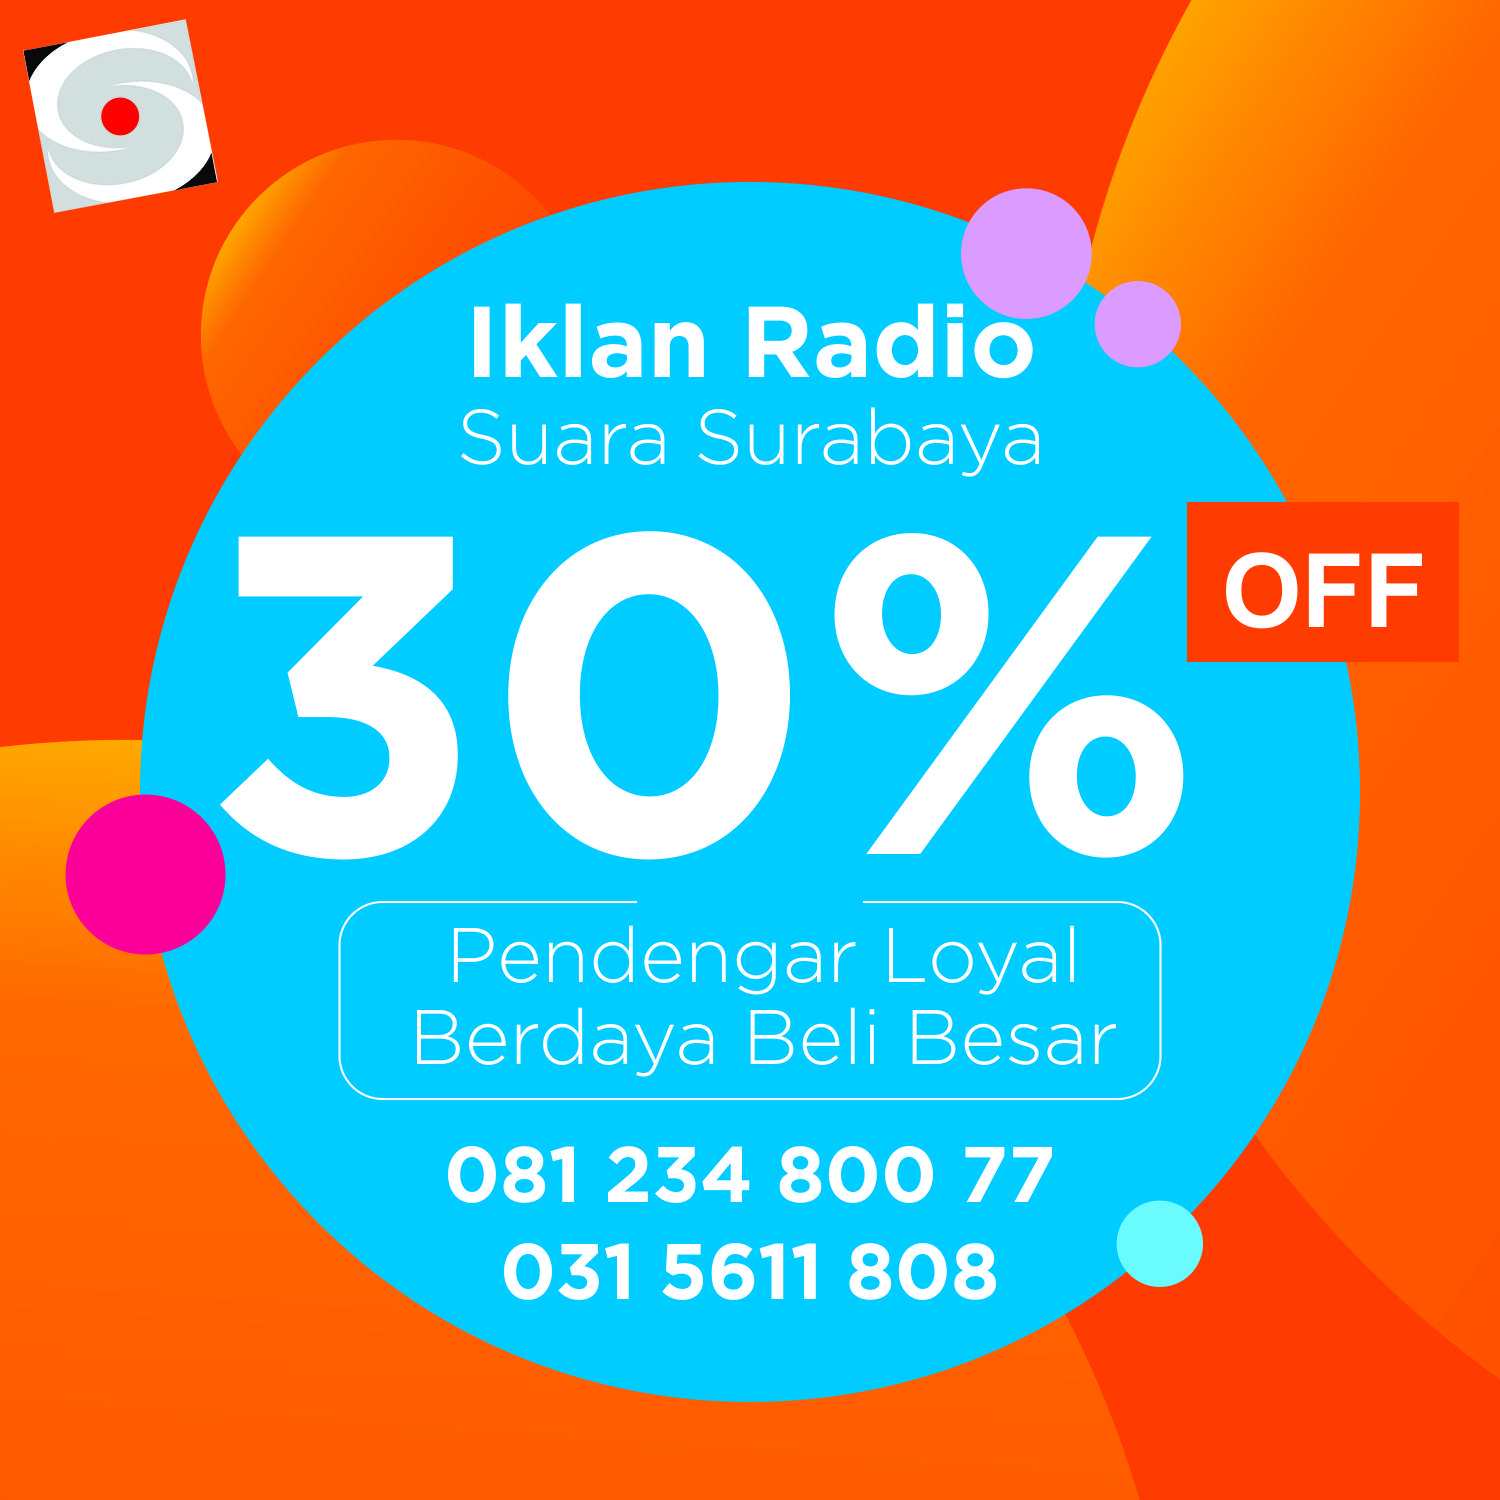 Iklan Radio
Suara Surabaya
30% OFF
Pendengar Loyal
Berdaya Beli Besar
081 234 800 77
031 5611 808